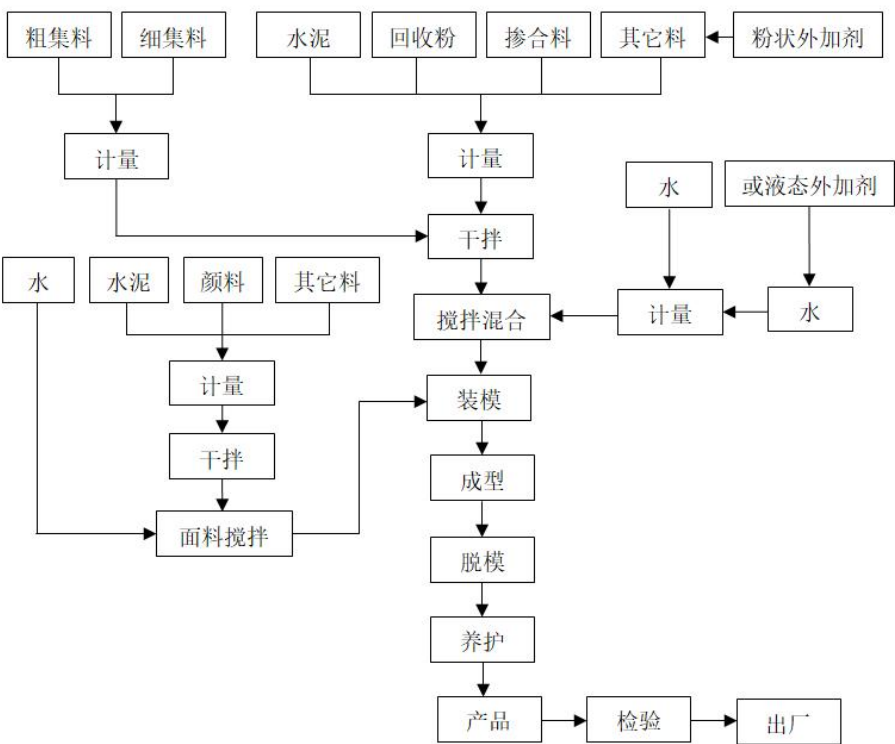 粗集料
细集料
水泥
回收粉
掺合料
其它料
粉状外加剂
计量
计量
水
或液态外加剂
干拌
水
水泥
颜料
其它料
搅拌混合
计量
水
计量
装模
干拌
成型
面料搅拌
脱模
养护
产品
检验
出厂